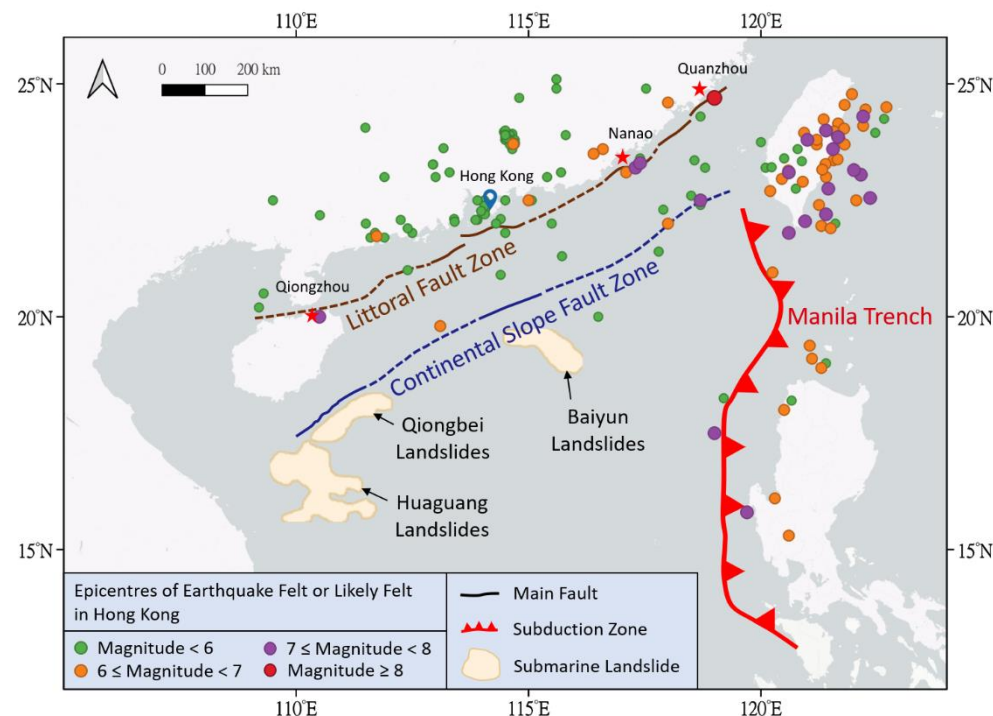 110°E
115°E
120°E
25°N
25°N
0 100 200 km
Quanzhou
Nanao
Hong Kong
Qiongzhou
Littoral Fault Zone
Continental Slope Fault Zone
Manila Trench
20°N
20°N
Qiongbei
Landslides
Baiyun
Landslides
Huaguang
Landslides
15°N
15°N
Epicentres of Earthquake Felt or Likely Felt
in Hong Kong
Magnitude < 6
7 ≤ Magnitude < 8
6 ≤ Magnitude < 7
Magnitude ≥ 8
Main Fault
Subduction Zone
Submarine Landslide
110°E
115°E
120°E